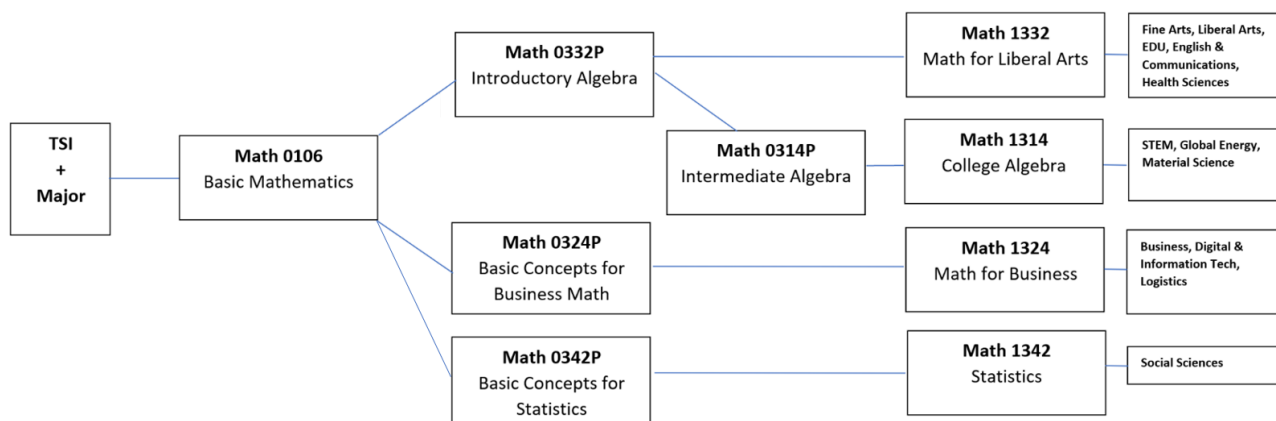 TSI
+
Major
Math 0106
Basic Mathematics
Math 0332P
Introductory Algebra
Math 0314P
Intermediate Algebra
Math 0324P
Basic Concepts for
Business Math
Math 0342P
Basic Concepts for
Statistics
Math 1332
Math for Liberal Arts
Math 1314
College Algebra
Math 1324
Math for Business
Math 1342
Statistics
Fine Arts, Liberal Arts,
EDU, English &
Communications,
Health Sciences
STEM, Global Energy,
Material Science
Business, Digital &
Information Tech,
Logistics
Social Sciences